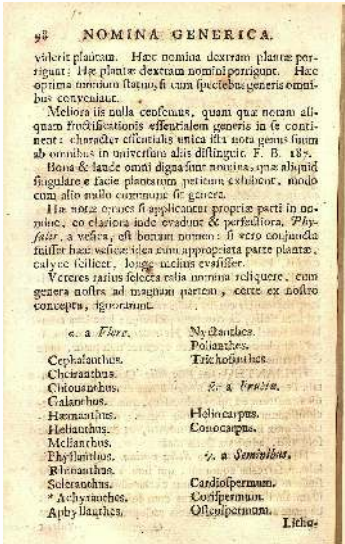 98 NOMINA GENERICA.
viderit plantam. Hæc nomina dextram plantæ por-
rigunt: Hæ plantæ dextram nomini porrigunt. Hæc
optima omnium statuo, si cum speciebus generis omni-
bus conveniant.
Meliora iis nulla censemus, quam quæ notam ali-
quam fructificationis essentialem generis in se conti-
nent: character essentialis unica ista nota genus suum
ab omnibus in universum aliis distinguit. F. B. 187.
Bona & laude omni digna sunt nomina, quæ aliquid
singulare e facie plantarum petitum exhibent, modo
cum alio nullo commune sit genere.
Hæ notæ omnes si applicantur propriæ parti in no-
mine, eo clariora inde evadunt & perfectiora. Phy-
salis, a vesica, est bonum nomen: si vero conjuncta
fuisset hæc vesicæ idea cum appropriata parte plantæ,
calyce scilicet, longe melius evasisset.
Veteres rarius selecta talia nomina reliquere, cum
genera nostra ad magnam partem, certe ex nostro
conceptu, ignorarunt.
α. a Flore.
Cephalanthus.
Cheiranthus.
Chionanthus.
Galanthus.
Hæmanthus.
Helianthus.
Melianthus.
Phyllanthus.
Rhinanthus.
Scleranthus.
* Achyranthes.
Aphyllanthes.
Nyctanthes.
Polianthes.
Trichosanthes.
β. a Fructu.
Heliocarpus.
Conocarpus.
γ. a Seminibus.
Cardiospermum.
Corispermum.
Osteospermum.
Litho-